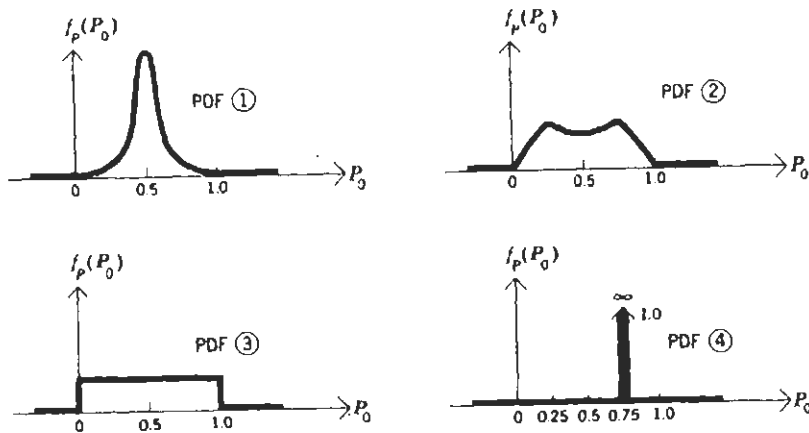 f_p(P_0)
PDF ①
0 0.5 1.0 P_0
f_p(P_0)
PDF ②
0 0.5 1.0 P_0
f_p(P_0)
PDF ③
0 0.5 1.0 P_0
f_p(P_0)
∞
1.0
PDF ④
0 0.25 0.5 0.75 1.0 P_0